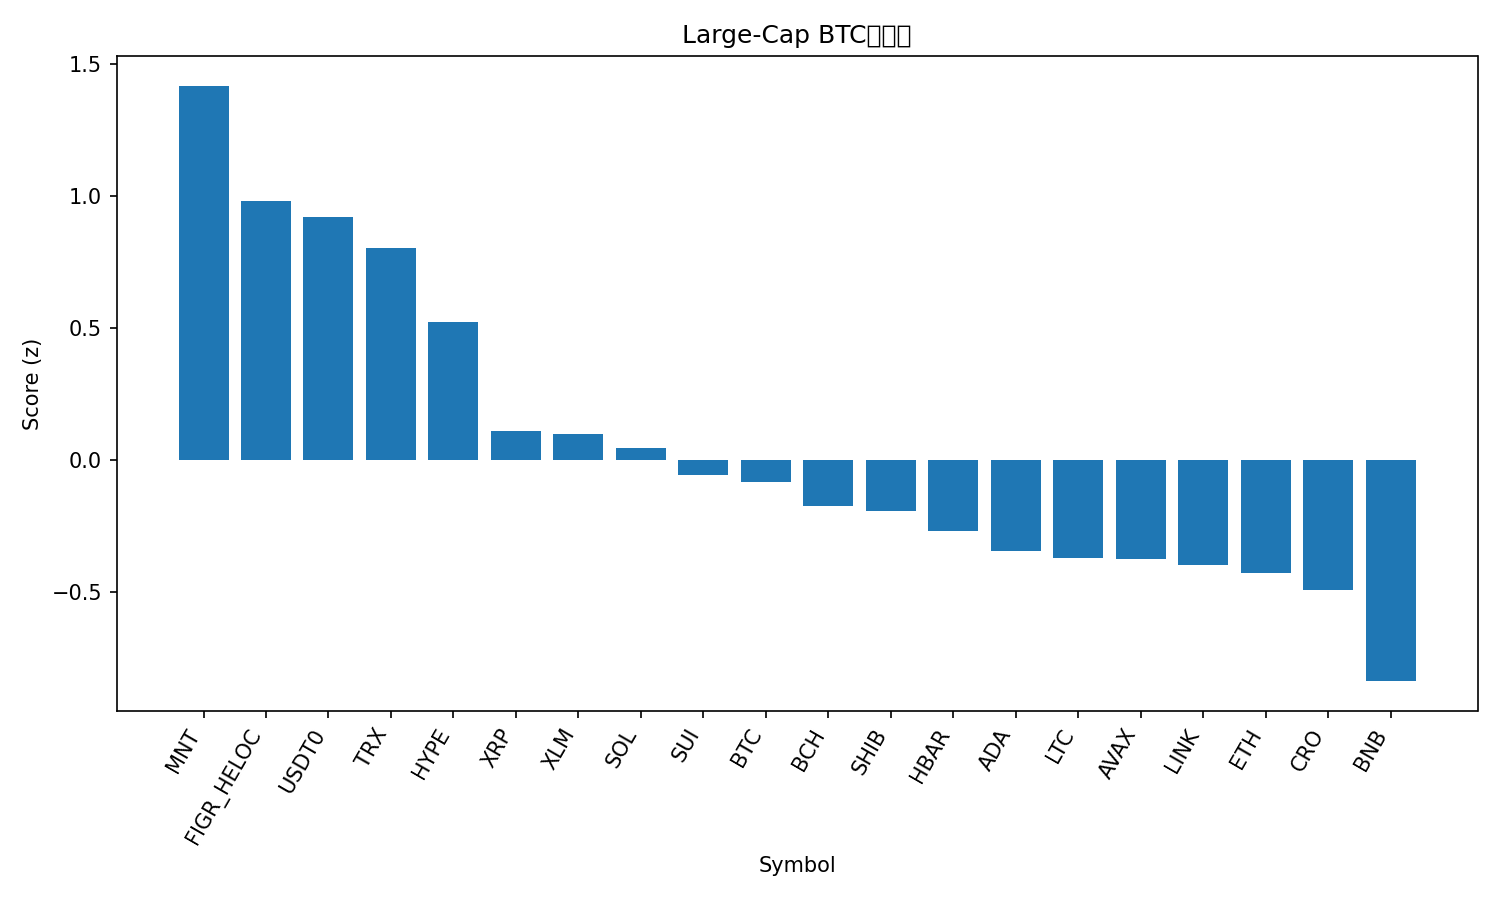 Large-Cap BTC
1.5
1.0
0.5
0.0
−0.5
Score (z)
MNT
FIGR_HELOC
USDT0
TRX
HYPE
XRP
XLM
SOL
SUI
BTC
BCH
SHIB
HBAR
ADA
LTC
AVAX
LINK
ETH
CRO
BNB
Symbol